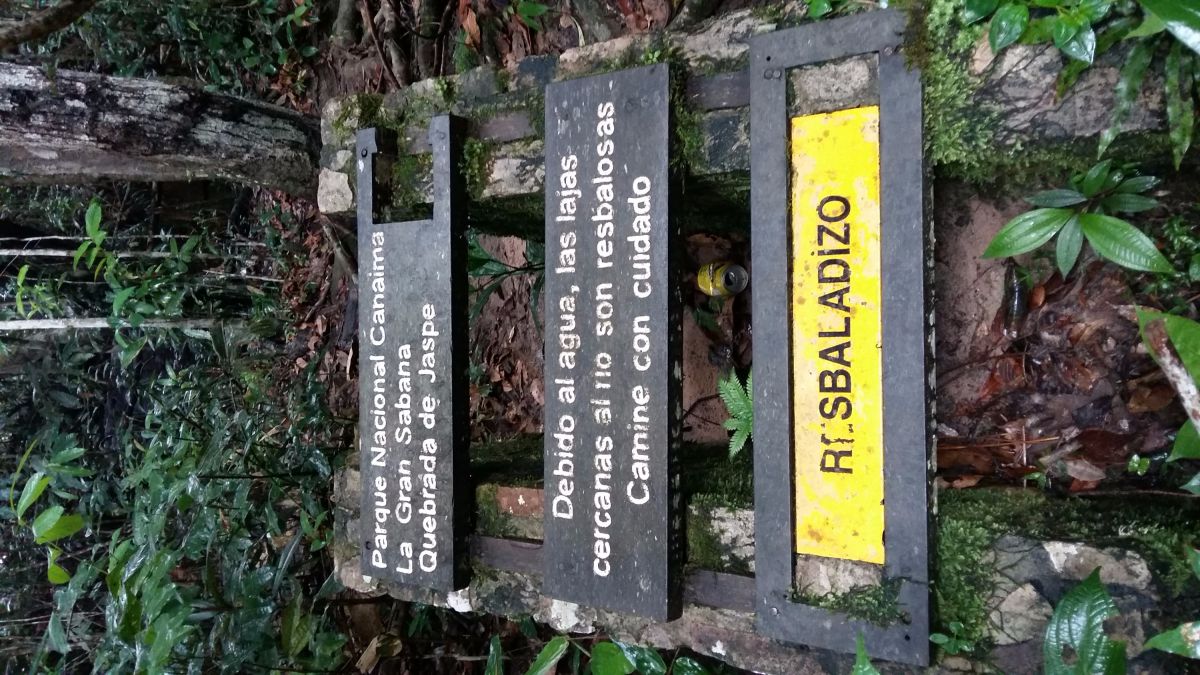 Parque Nacional Canaima
La Gran Sabana
Quebrada de Jaspe
Debido al agua, las lajas
cercanas al rio son resbalosas
Camine con cuidado
RESBALADIZO